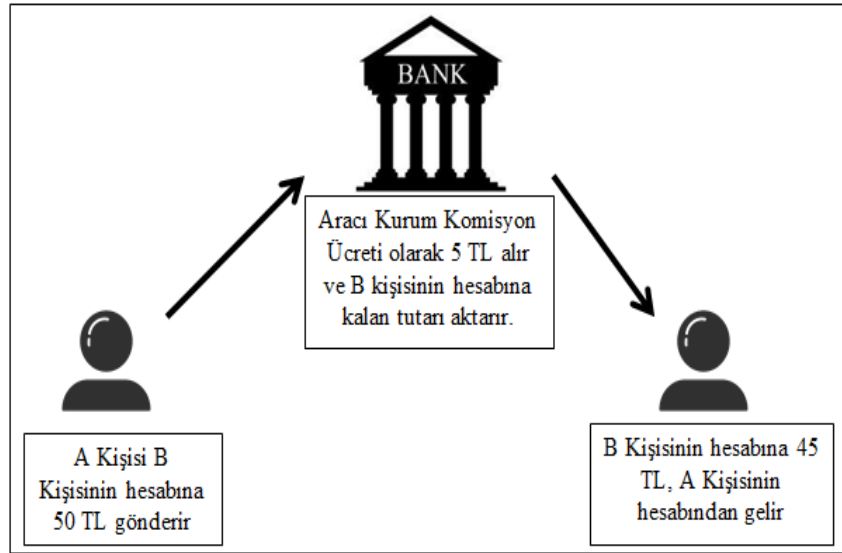 BANK
Aracı Kurum Komisyon
Ücreti olarak 5 TL alır
ve B kişisinin hesabına
kalan tutarı aktarır.
A Kişisi B
Kişisinin hesabına
50 TL gönderir
B Kişisinin hesabına 45
TL, A Kişisinin
hesabından gelir